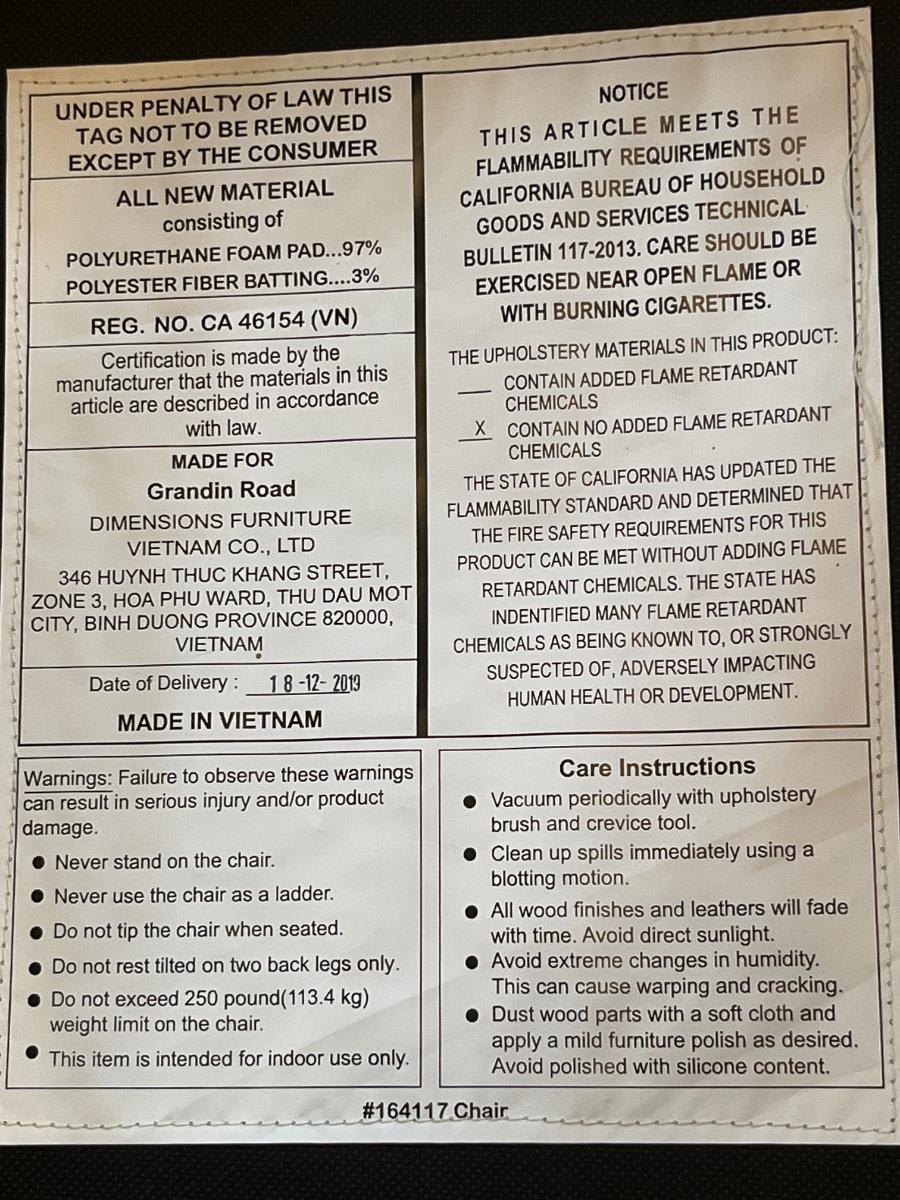 UNDER PENALTY OF LAW THIS
TAG NOT TO BE REMOVED
EXCEPT BY THE CONSUMER
ALL NEW MATERIAL
consisting of
POLYURETHANE FOAM PAD...97%
POLYESTER FIBER BATTING....3%
REG. NO. CA 46154 (VN)
Certification is made by the
manufacturer that the materials in this
article are described in accordance
with law.
MADE FOR
Grandin Road
DIMENSIONS FURNITURE
VIETNAM CO., LTD
346 HUYNH THUC KHANG STREET,
ZONE 3, HOA PHU WARD, THU DAU MOT
CITY, BINH DUONG PROVINCE 820000,
VIETNAM
Date of Delivery : 18-12-2019
MADE IN VIETNAM
NOTICE
THIS ARTICLE MEETS THE
FLAMMABILITY REQUIREMENTS OF
CALIFORNIA BUREAU OF HOUSEHOLD
GOODS AND SERVICES TECHNICAL
BULLETIN 117-2013. CARE SHOULD BE
EXERCISED NEAR OPEN FLAME OR
WITH BURNING CIGARETTES.
THE UPHOLSTERY MATERIALS IN THIS PRODUCT:
___ CONTAIN ADDED FLAME RETARDANT
CHEMICALS
X CONTAIN NO ADDED FLAME RETARDANT
CHEMICALS
THE STATE OF CALIFORNIA HAS UPDATED THE
FLAMMABILITY STANDARD AND DETERMINED THAT
THE FIRE SAFETY REQUIREMENTS FOR THIS
PRODUCT CAN BE MET WITHOUT ADDING FLAME
RETARDANT CHEMICALS. THE STATE HAS
INDENTIFIED MANY FLAME RETARDANT
CHEMICALS AS BEING KNOWN TO, OR STRONGLY
SUSPECTED OF, ADVERSELY IMPACTING
HUMAN HEALTH OR DEVELOPMENT.
Warnings: Failure to observe these warnings
can result in serious injury and/or product
damage.
● Never stand on the chair.
● Never use the chair as a ladder.
● Do not tip the chair when seated.
● Do not rest tilted on two back legs only.
● Do not exceed 250 pound(113.4 kg)
weight limit on the chair.
● This item is intended for indoor use only.
Care Instructions
● Vacuum periodically with upholstery
brush and crevice tool.
● Clean up spills immediately using a
blotting motion.
● All wood finishes and leathers will fade
with time. Avoid direct sunlight.
● Avoid extreme changes in humidity.
This can cause warping and cracking.
● Dust wood parts with a soft cloth and
apply a mild furniture polish as desired.
Avoid polished with silicone content.
#164117 Chair